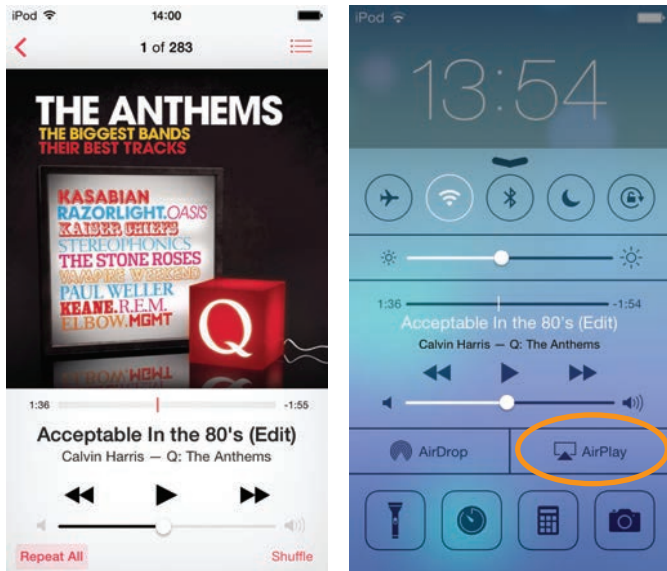 iPod 14:00
1 of 283
THE ANTHEMS
THE BIGGEST BANDS
THEIR BEST TRACKS
KASABIAN
RAZORLIGHT.OASIS
KAISER CHIEFS
STEREOPHONICS
THE STONE ROSES
VAMPIRE WEEKEND
PAUL WELLER
KEANE.R.E.M.
ELBOW.MGMT
Q
1:36 -1:55
Acceptable In the 80's (Edit)
Calvin Harris — Q: The Anthems
Repeat All Shuffle
iPod
13:54
1:36 -1:54
Acceptable In the 80's (Edit)
Calvin Harris — Q: The Anthems
AirDrop AirPlay